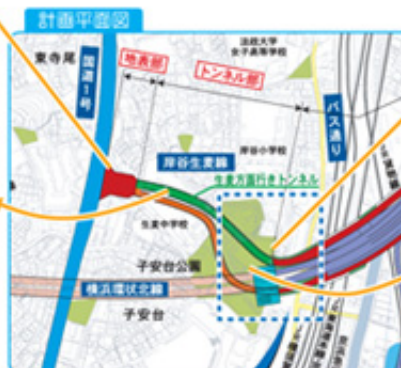 計画平面図
東寺尾
国道1号
地表部
トンネル部
法政大学
女子高等学校
バス通り
岸谷小学校
岸谷生麦線
生麦方面行きトンネル
生麦中学校
子安台公園
横浜環状北線
子安台